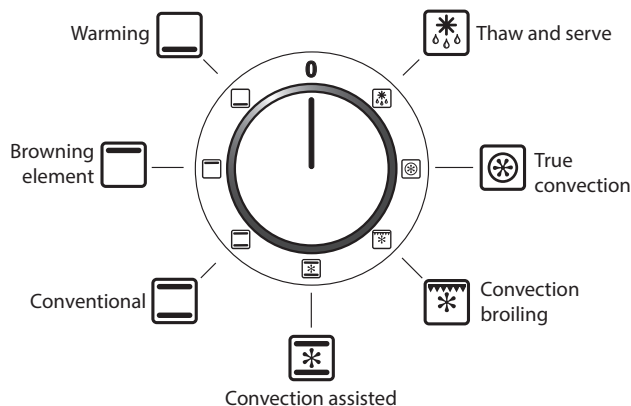 Warming
0
Thaw and serve
Browning
element
True
convection
Conventional
Convection
broiling
Convection assisted